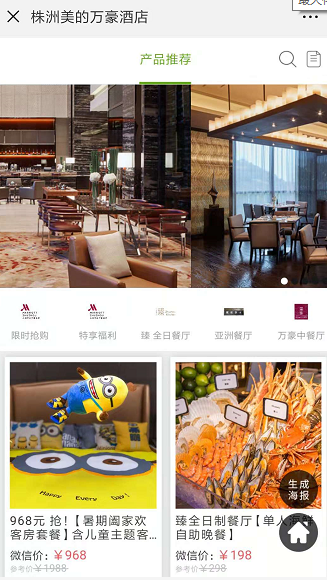 株洲美的万豪酒店
产品推荐
限时抢购 特享福利 臻 全日餐厅 亚洲餐厅 万豪中餐厅
Happy Every Day!
968元 抢!【暑期阖家欢
客房套餐】含儿童主题客...
微信价: ￥968
参考价 ￥1988
臻全日制餐厅【单人海鲜
自助晚餐】
微信价: ￥198
参考价 ￥298
生成
海报